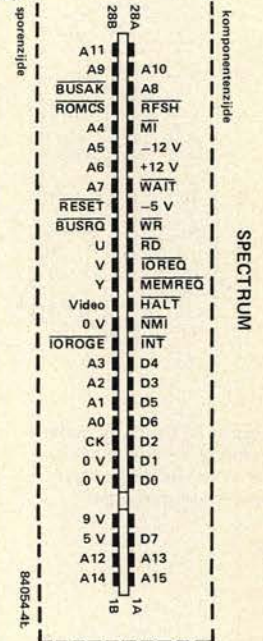 sporenzijde
28B 28A
komponentenzijde
A11
A9 A10
BUSAK A8
ROMCS RFSH
A4 MI
A5 −12 V
A6 +12 V
A7 WAIT
RESET −5 V
BUSRQ WR
U RD
V IOREQ
Y MEMREQ
Video HALT
0 V NMI
IOROGE INT
A3 D4
A2 D3
A1 D5
A0 D6
CK D2
0 V D1
0 V D0
9 V
5 V D7
A12 A13
A14 A15
1B 1A
SPECTRUM
84054-4b